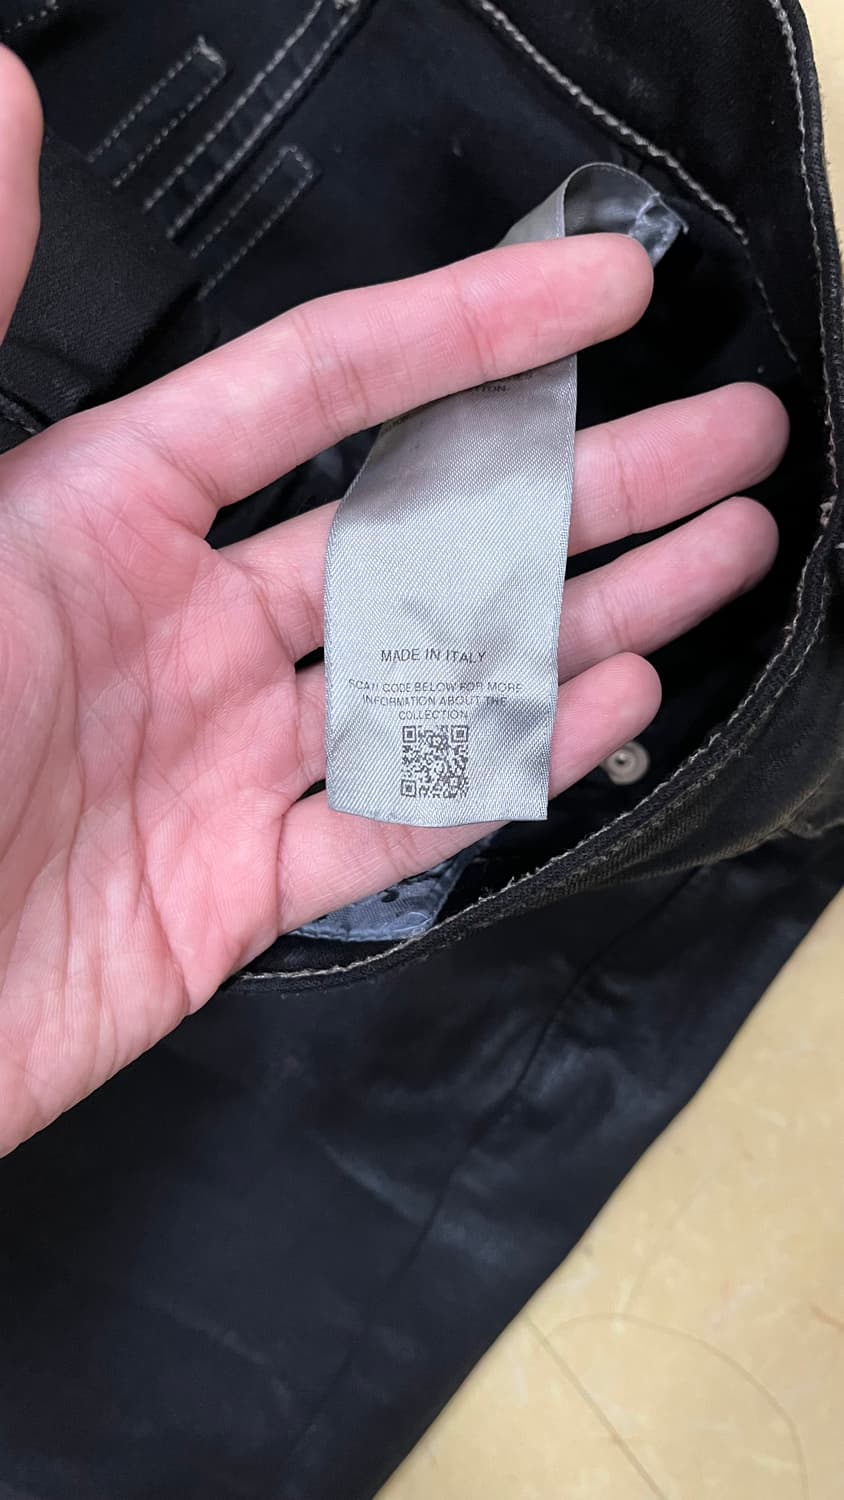 MADE IN ITALY
SCAN CODE BELOW FOR MORE
INFORMATION ABOUT THE
COLLECTION